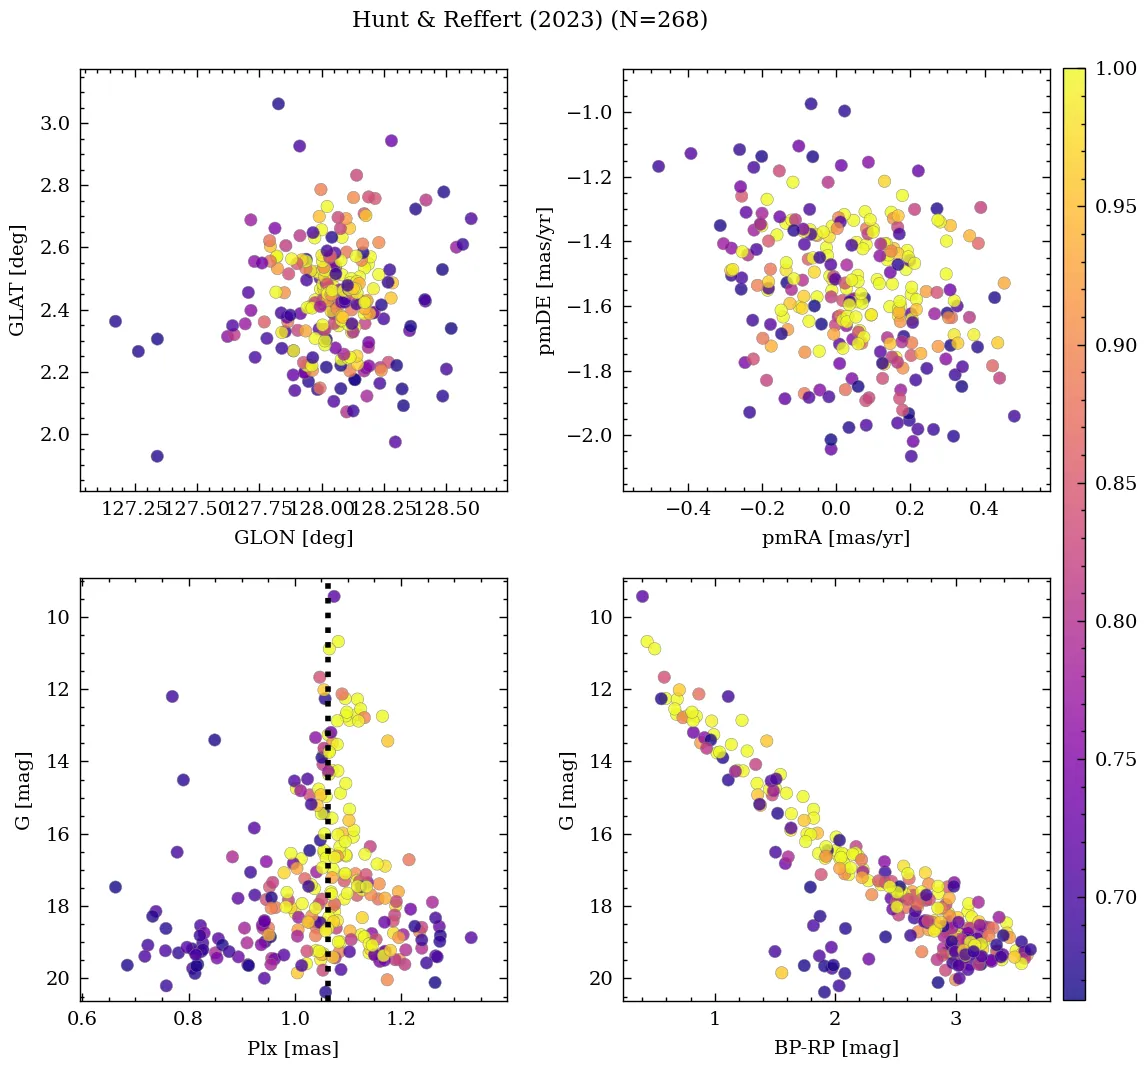 Hunt & Reffert (2023) (N=268)
3.0
2.8
2.6
2.4
2.2
2.0
GLAT [deg]
127.25 127.50 127.75 128.00 128.25 128.50
GLON [deg]
−1.0
−1.2
−1.4
−1.6
−1.8
−2.0
pmDE [mas/yr]
−0.4 −0.2 0.0 0.2 0.4
pmRA [mas/yr]
10
12
14
16
18
20
G [mag]
0.6 0.8 1.0 1.2
Plx [mas]
10
12
14
16
18
20
G [mag]
1 2 3
BP-RP [mag]
1.00
0.95
0.90
0.85
0.80
0.75
0.70